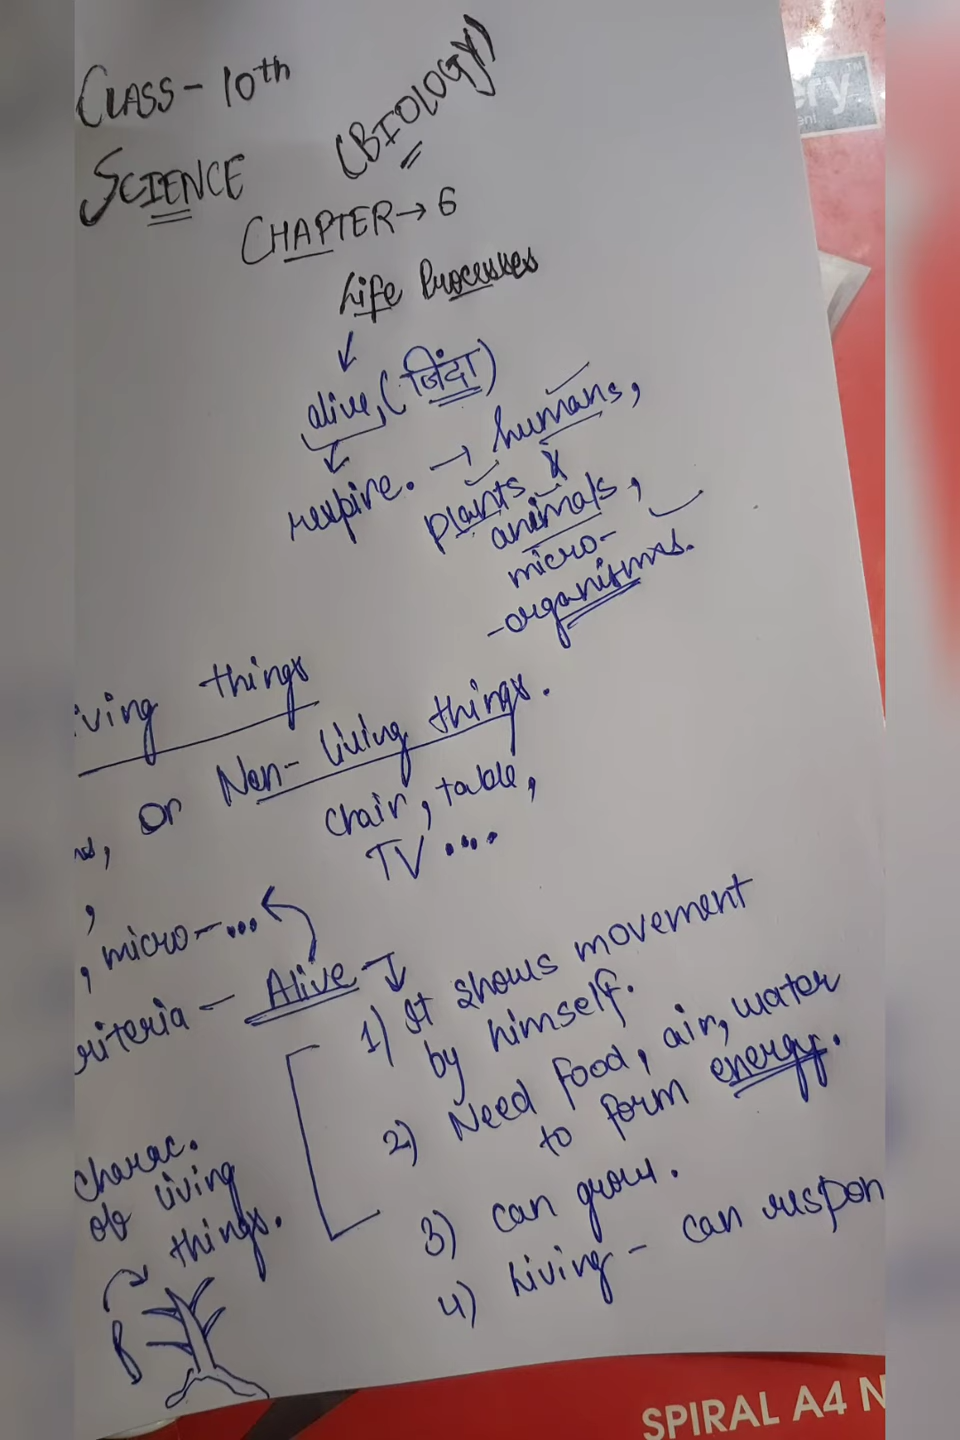 CLASS - 10th
SCIENCE (BIOLOGY)
CHAPTER → 6
Life Processes
alive, (जिंदा)
respire. → humans,
plants &
animals,
micro-
-organisms.
iving things
or Non-living things.
chair, table,
TV ....
, micro-...
riteria - Alive
1) It shows movement
by himself.
2) Need food, air, water
to form energy.
3) can grow.
4) Living - can respon
charac.
of living
things.
ery™
SPIRAL A4 N